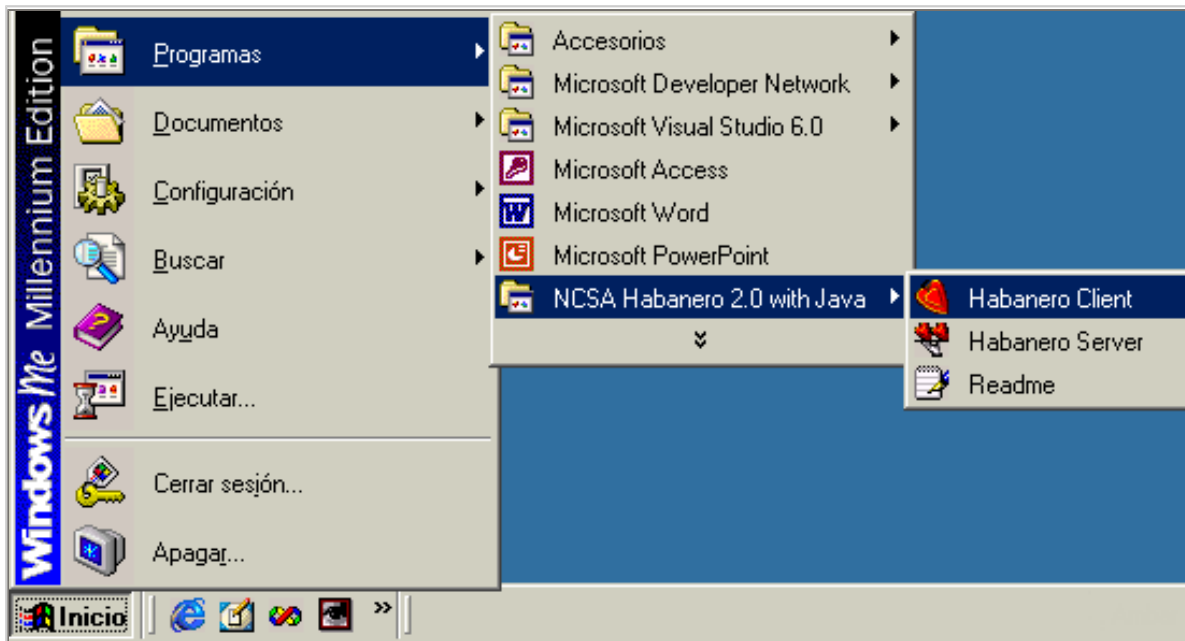 Windows Me Millennium Edition
Programas
Documentos
Configuración
Buscar
Ayuda
Ejecutar...
Cerrar sesión...
Apagar...
Accesorios
Microsoft Developer Network
Microsoft Visual Studio 6.0
Microsoft Access
Microsoft Word
Microsoft PowerPoint
NCSA Habanero 2.0 with Java
Habanero Client
Habanero Server
Readme
Inicio